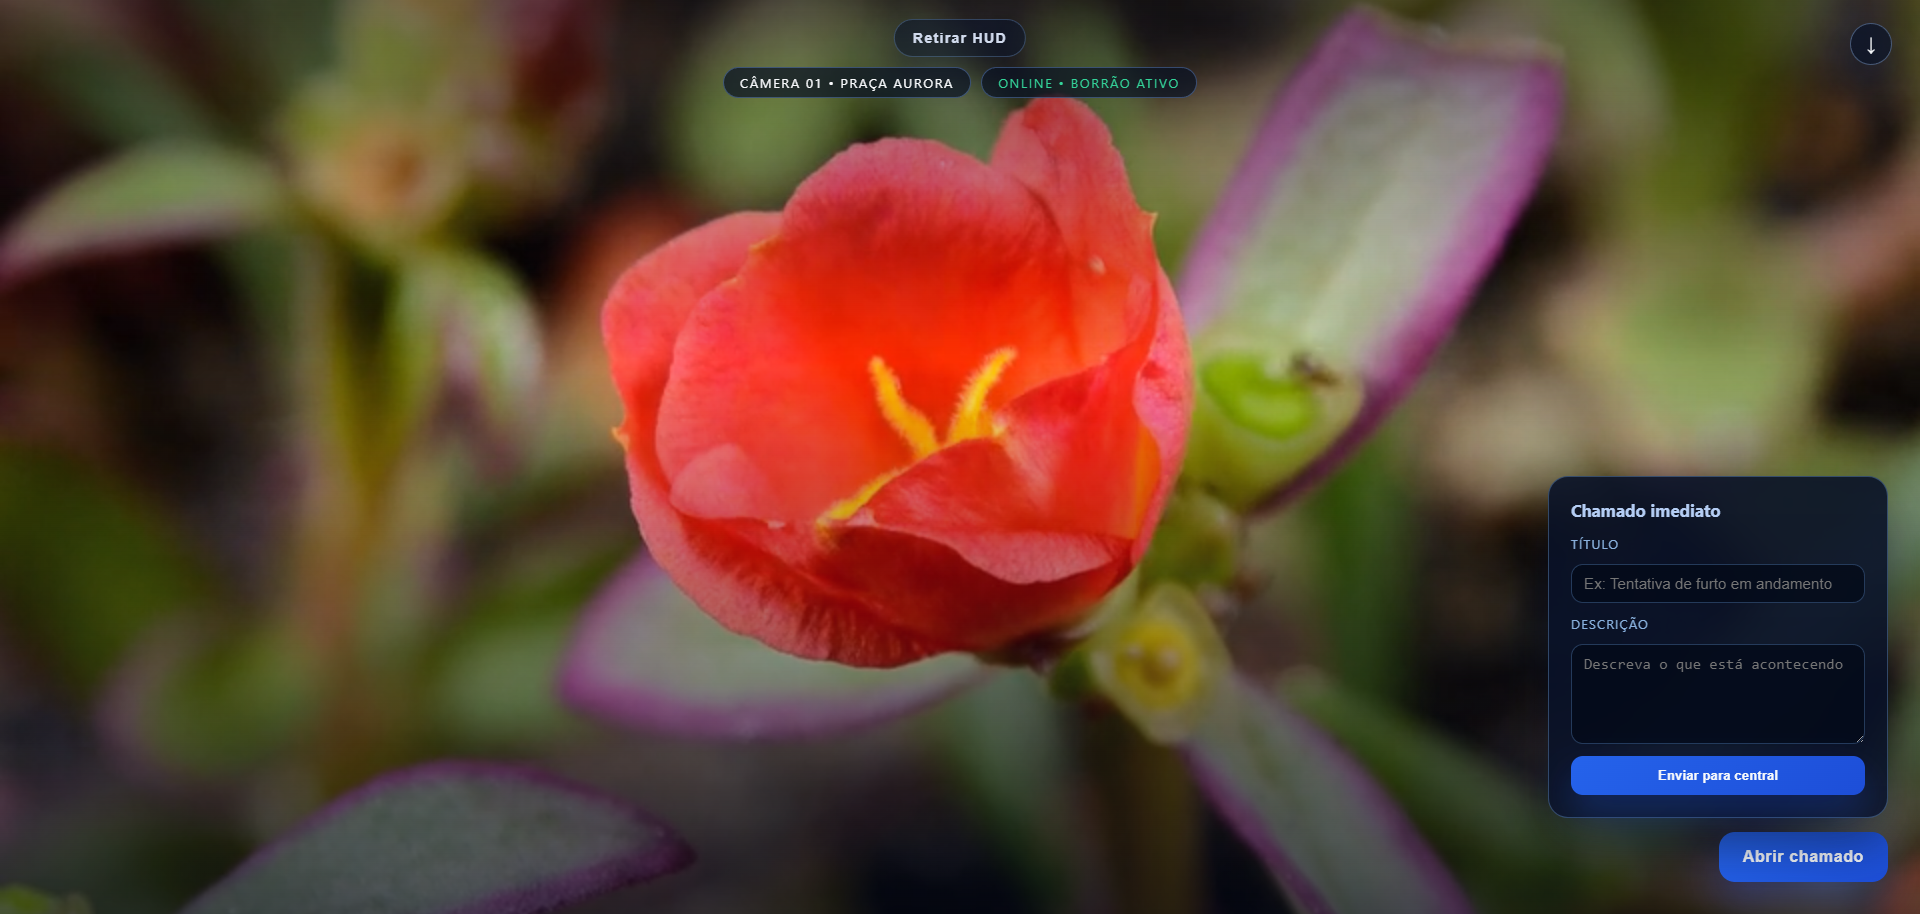 Retirar HUD
↓
CÂMERA 01 • PRAÇA AURORA
ONLINE • BORRÃO ATIVO
Chamado imediato
TÍTULO
Ex: Tentativa de furto em andamento
DESCRIÇÃO
Descreva o que está acontecendo
Enviar para central
Abrir chamado